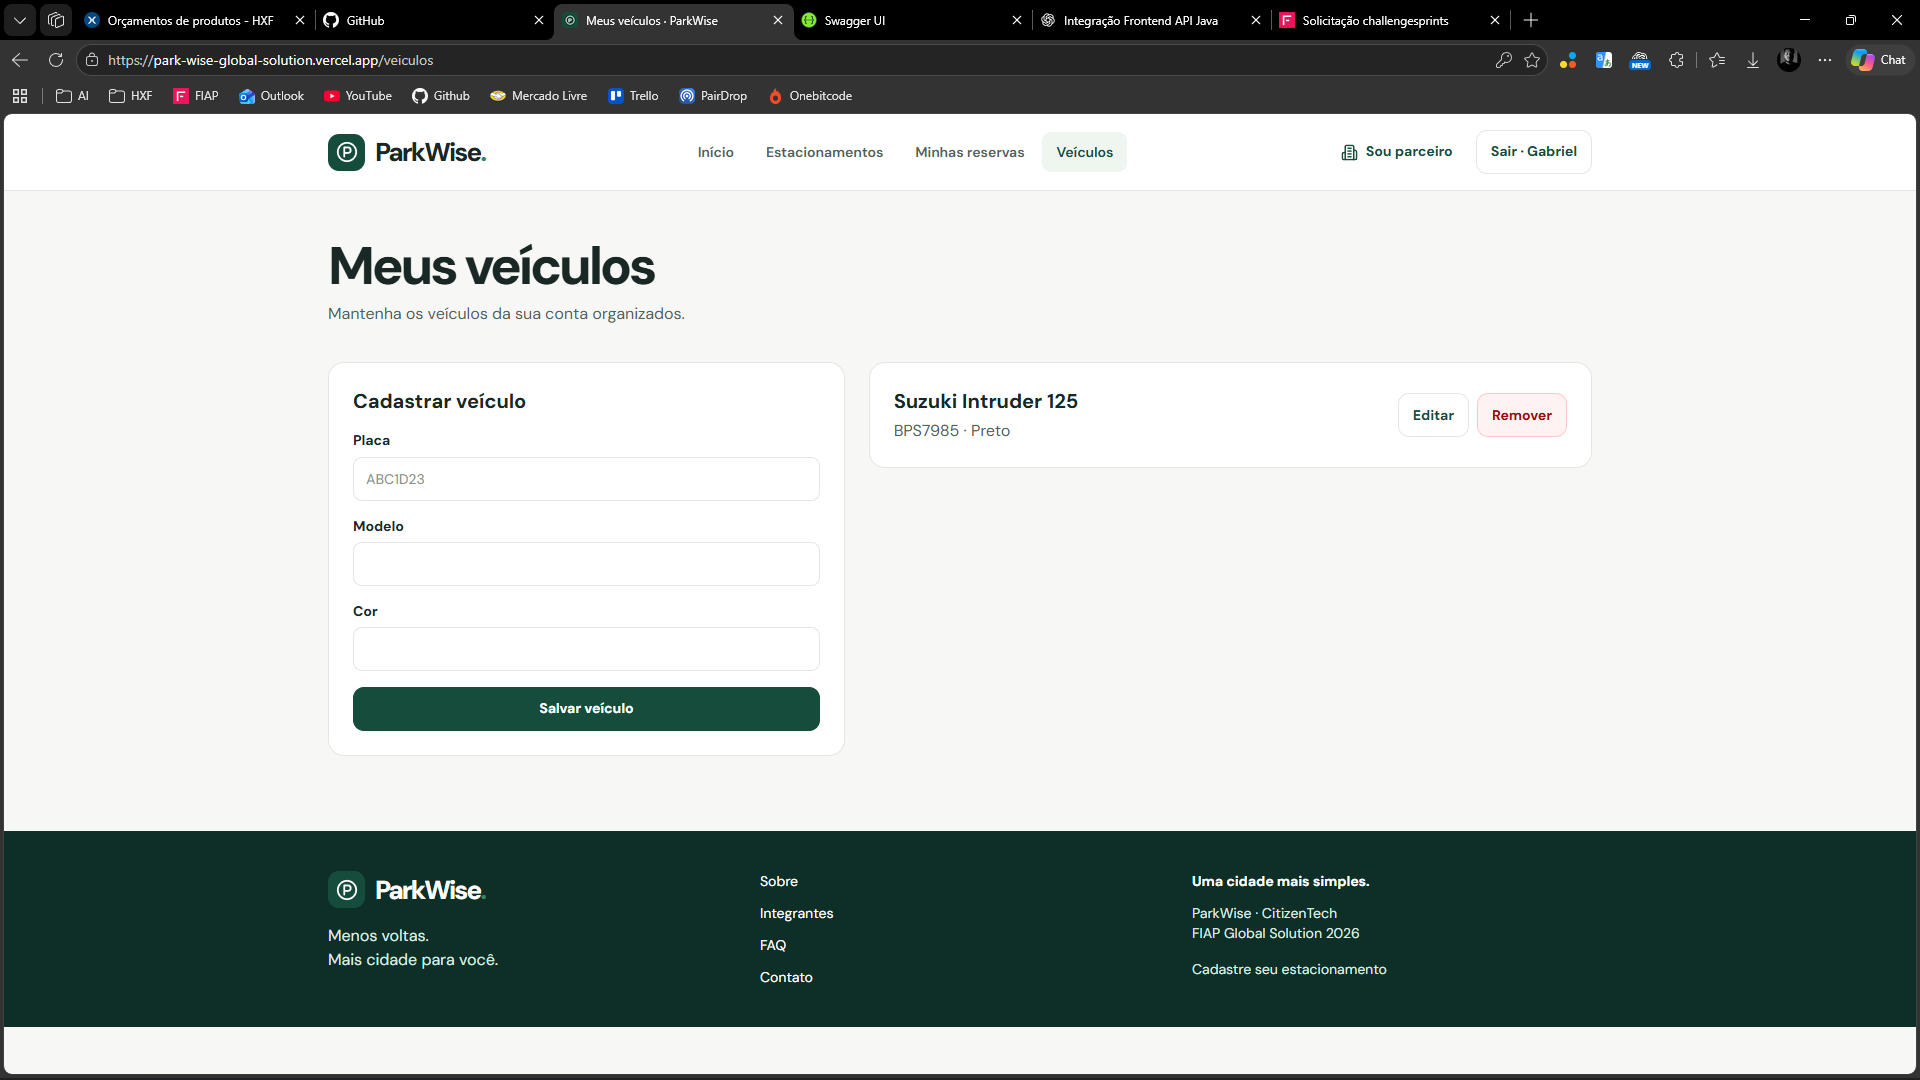 Orçamentos de produtos - HXF
GitHub
Meus veículos · ParkWise
Swagger UI
Integração Frontend API Java
Solicitação challengesprints
https://park-wise-global-solution.vercel.app/veiculos
NEW
Chat
AI
HXF
FIAP
Outlook
YouTube
Github
Mercado Livre
Trello
PairDrop
Onebitcode
ParkWise.
Início
Estacionamentos
Minhas reservas
Veículos
Sou parceiro
Sair · Gabriel
Meus veículos
Mantenha os veículos da sua conta organizados.
Cadastrar veículo
Placa
ABC1D23
Modelo
Cor
Salvar veículo
Suzuki Intruder 125
BPS7985 · Preto
Editar
Remover
ParkWise.
Menos voltas.
Mais cidade para você.
Sobre
Integrantes
FAQ
Contato
Uma cidade mais simples.
ParkWise · CitizenTech
FIAP Global Solution 2026
Cadastre seu estacionamento